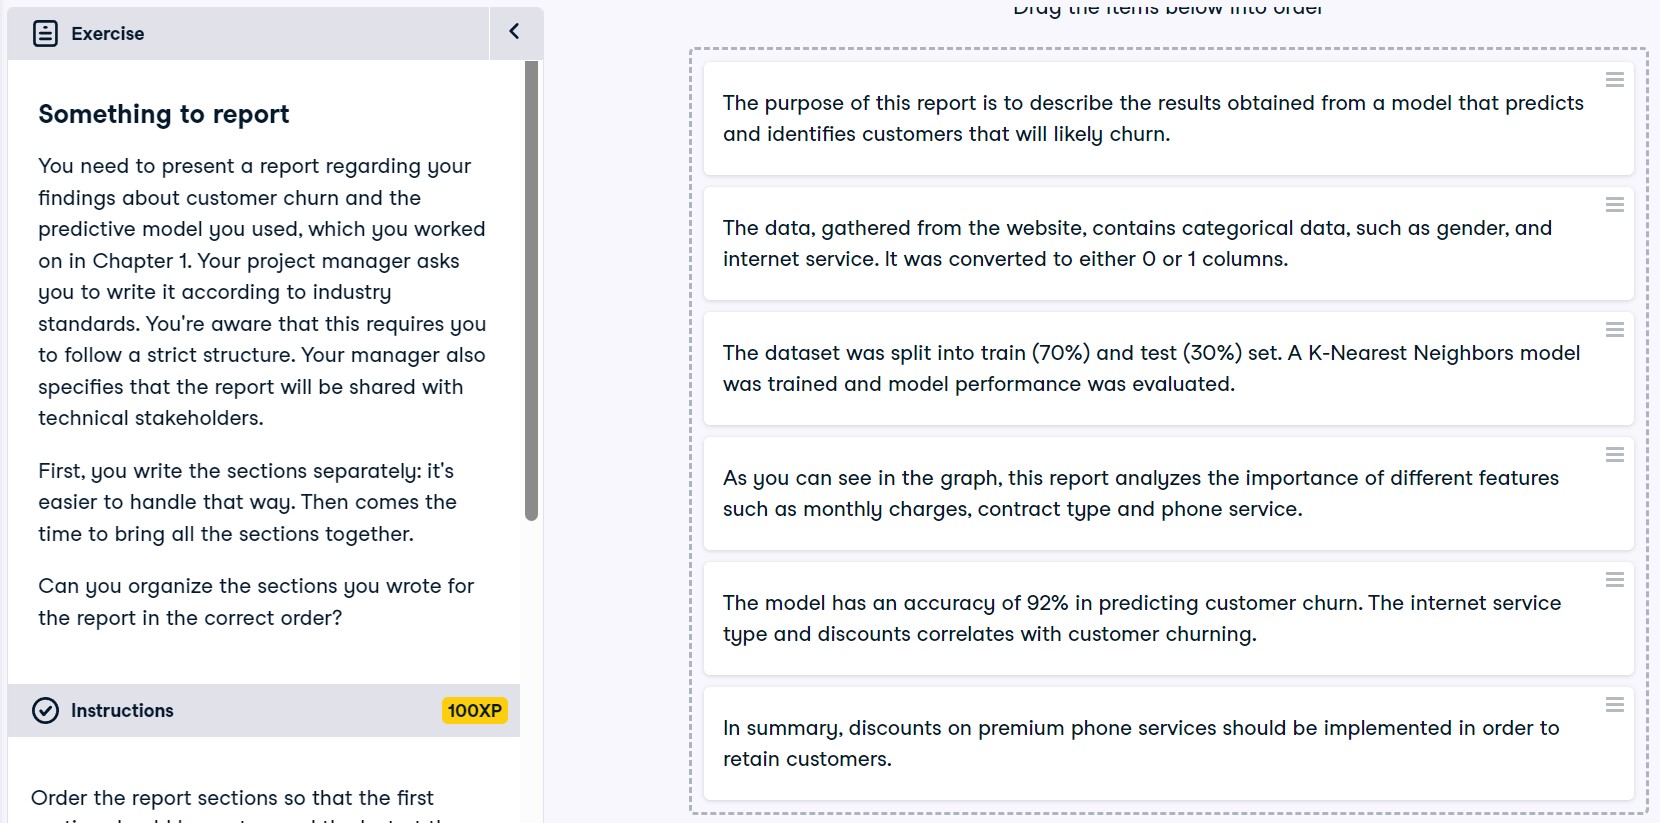 Exercise
Something to report
You need to present a report regarding your
findings about customer churn and the
predictive model you used, which you worked
on in Chapter 1. Your project manager asks
you to write it according to industry
standards. You're aware that this requires you
to follow a strict structure. Your manager also
specifies that the report will be shared with
technical stakeholders.
First, you write the sections separately: it's
easier to handle that way. Then comes the
time to bring all the sections together.
Can you organize the sections you wrote for
the report in the correct order?
Instructions
100XP
Order the report sections so that the first
Drag the items below into order
The purpose of this report is to describe the results obtained from a model that predicts
and identifies customers that will likely churn.
The data, gathered from the website, contains categorical data, such as gender, and
internet service. It was converted to either 0 or 1 columns.
The dataset was split into train (70%) and test (30%) set. A K-Nearest Neighbors model
was trained and model performance was evaluated.
As you can see in the graph, this report analyzes the importance of different features
such as monthly charges, contract type and phone service.
The model has an accuracy of 92% in predicting customer churn. The internet service
type and discounts correlates with customer churning.
In summary, discounts on premium phone services should be implemented in order to
retain customers.